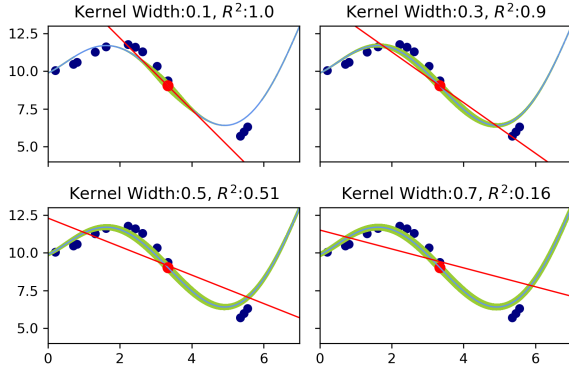 Kernel Width:0.1, R²:1.0
Kernel Width:0.3, R²:0.9
12.5
10.0
7.5
5.0
Kernel Width:0.5, R²:0.51
Kernel Width:0.7, R²:0.16
12.5
10.0
7.5
5.0
0 2 4 6
0 2 4 6